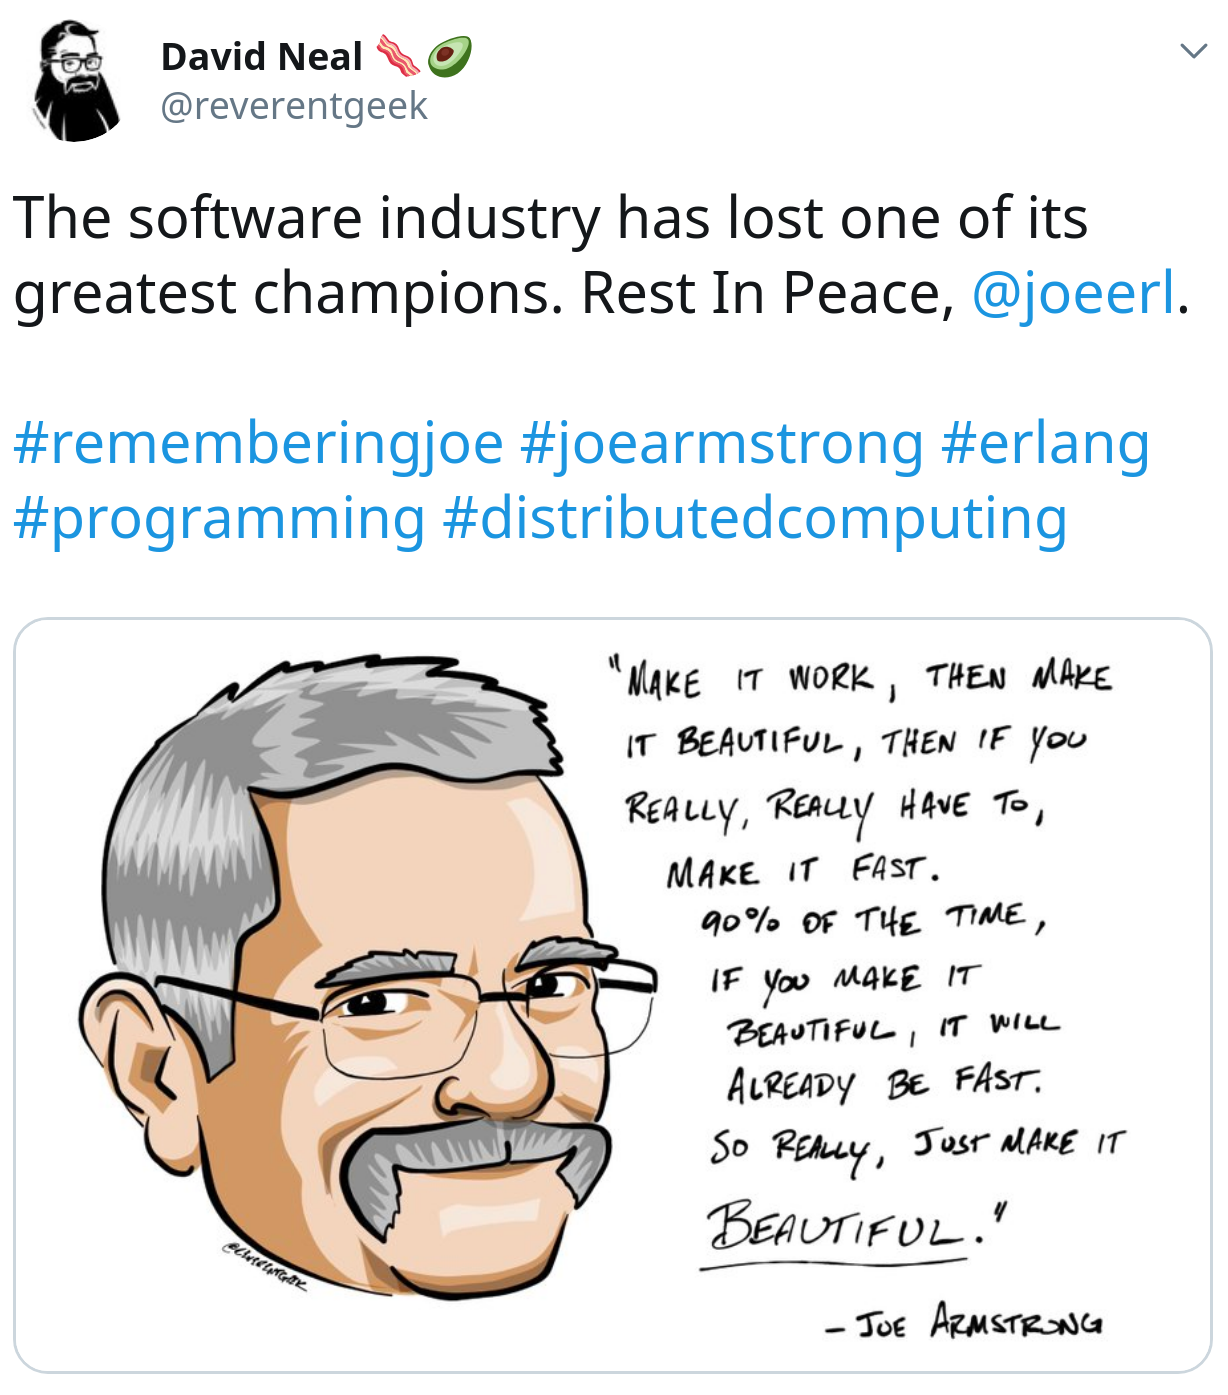 David Neal 🥓🥑
@reverentgeek
The software industry has lost one of its
greatest champions. Rest In Peace, @joeerl.
#rememberingjoe #joearmstrong #erlang
#programming #distributedcomputing
"MAKE IT WORK, THEN MAKE
IT BEAUTIFUL, THEN IF YOU
REALLY, REALLY HAVE TO,
MAKE IT FAST.
90% OF THE TIME,
IF YOU MAKE IT
BEAUTIFUL, IT WILL
ALREADY BE FAST.
SO REALLY, JUST MAKE IT
BEAUTIFUL."
- JOE ARMSTRONG